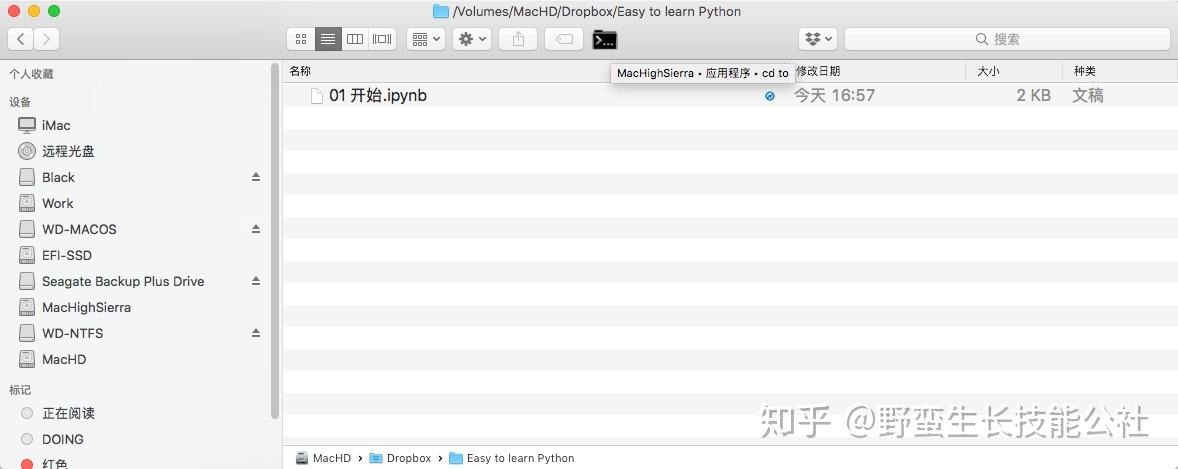 /Volumes/MacHD/Dropbox/Easy to learn Python
搜索
MacHighSierra • 应用程序 • cd to
个人收藏
设备
iMac
远程光盘
Black
Work
WD-MACOS
EFI-SSD
Seagate Backup Plus Drive
MacHighSierra
WD-NTFS
MacHD
标记
正在阅读
DOING
红色
名称 修改日期 大小 种类
01 开始.ipynb 今天 16:57 2 KB 文稿
知乎 @野蛮生长技能公社
MacHD › Dropbox › Easy to learn Python